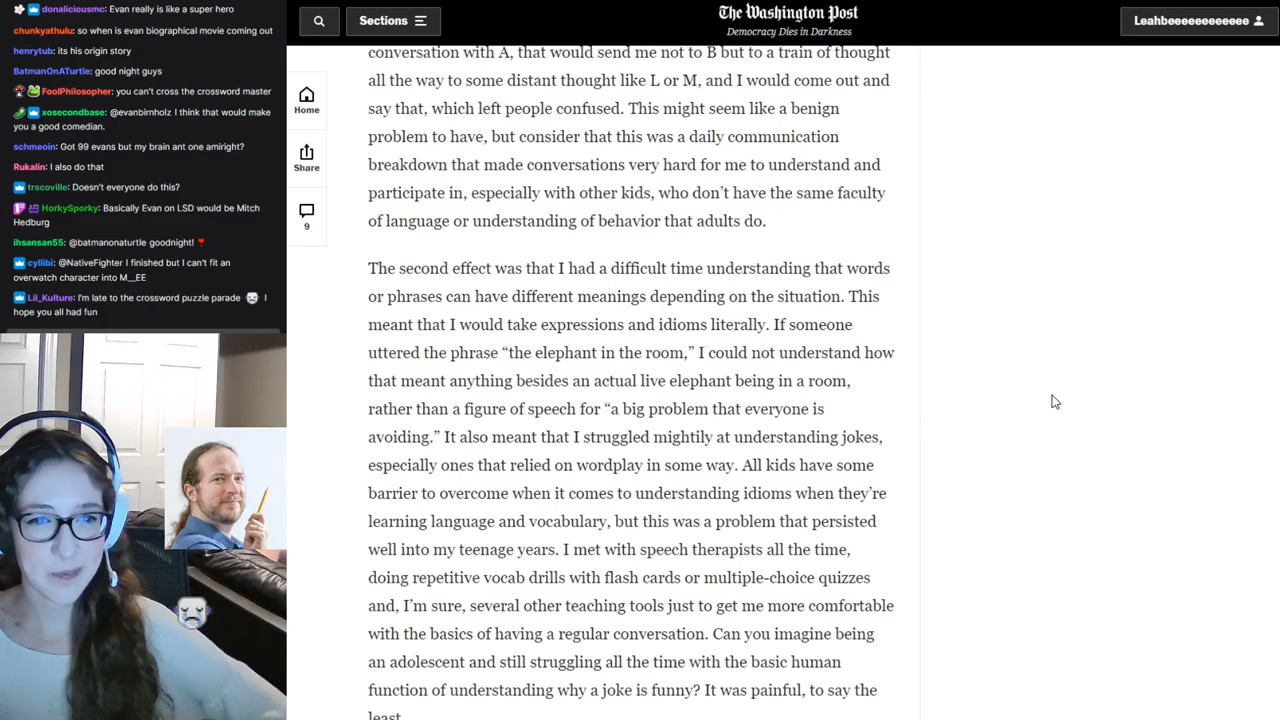 donaliciousmc: Evan really is like a super hero
chunkyathulu: so when is evan biographical movie coming out
henrytub: its his origin story
BatmanOnATurtle: good night guys
FoolPhilosopher: you can't cross the crossword master
xosecondbase: @evanbirnholz I think that would make
you a good comedian.
schmeoin: Got 99 evans but my brain ant one amiright?
Rukalin: I also do that
trscoville: Doesn't everyone do this?
HorkySporky: Basically Evan on LSD would be Mitch
Hedburg
ihsansan55: @batmanonaturtle goodnight!
cyllibi: @NativeFighter I finished but I can't fit an
overwatch character into M__EE
Lil_Kulture: I'm late to the crossword puzzle parade I
hope you all had fun
Sections
The Washington Post
Democracy Dies in Darkness
Leahbeeeeeeeeeeee
Home
Share
9
conversation with A, that would send me not to B but to a train of thought
all the way to some distant thought like L or M, and I would come out and
say that, which left people confused. This might seem like a benign
problem to have, but consider that this was a daily communication
breakdown that made conversations very hard for me to understand and
participate in, especially with other kids, who don't have the same faculty
of language or understanding of behavior that adults do.
The second effect was that I had a difficult time understanding that words
or phrases can have different meanings depending on the situation. This
meant that I would take expressions and idioms literally. If someone
uttered the phrase “the elephant in the room,” I could not understand how
that meant anything besides an actual live elephant being in a room,
rather than a figure of speech for “a big problem that everyone is
avoiding.” It also meant that I struggled mightily at understanding jokes,
especially ones that relied on wordplay in some way. All kids have some
barrier to overcome when it comes to understanding idioms when they're
learning language and vocabulary, but this was a problem that persisted
well into my teenage years. I met with speech therapists all the time,
doing repetitive vocab drills with flash cards or multiple-choice quizzes
and, I'm sure, several other teaching tools just to get me more comfortable
with the basics of having a regular conversation. Can you imagine being
an adolescent and still struggling all the time with the basic human
function of understanding why a joke is funny? It was painful, to say the
least.